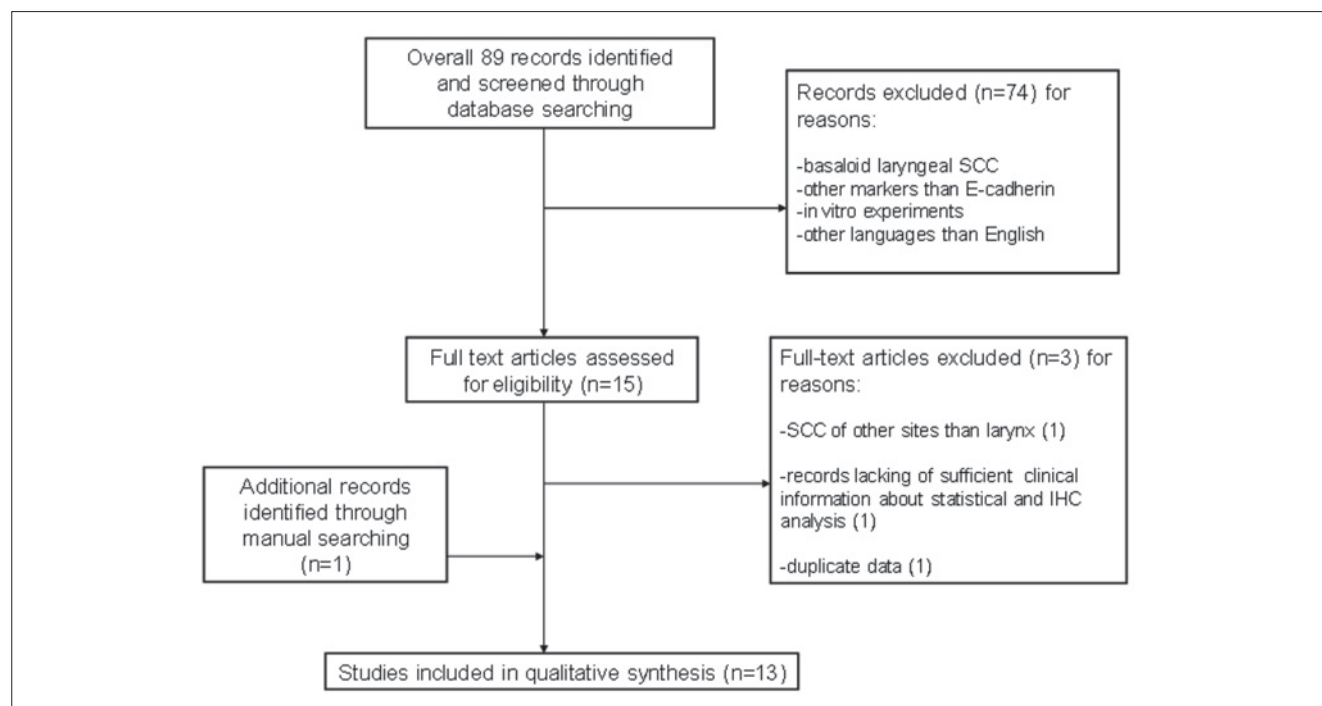 Overall 89 records identified
and screened through
database searching
Records excluded (n=74) for
reasons:
-basaloid laryngeal SCC
-other markers than E-cadherin
-in vitro experiments
-other languages than English
Full text articles assessed
for eligibility (n=15)
Full-text articles excluded (n=3) for
reasons:
-SCC of other sites than larynx (1)
-records lacking of sufficient clinical
information about statistical and IHC
analysis (1)
-duplicate data (1)
Additional records
identified through
manual searching
(n=1)
Studies included in qualitative synthesis (n=13)